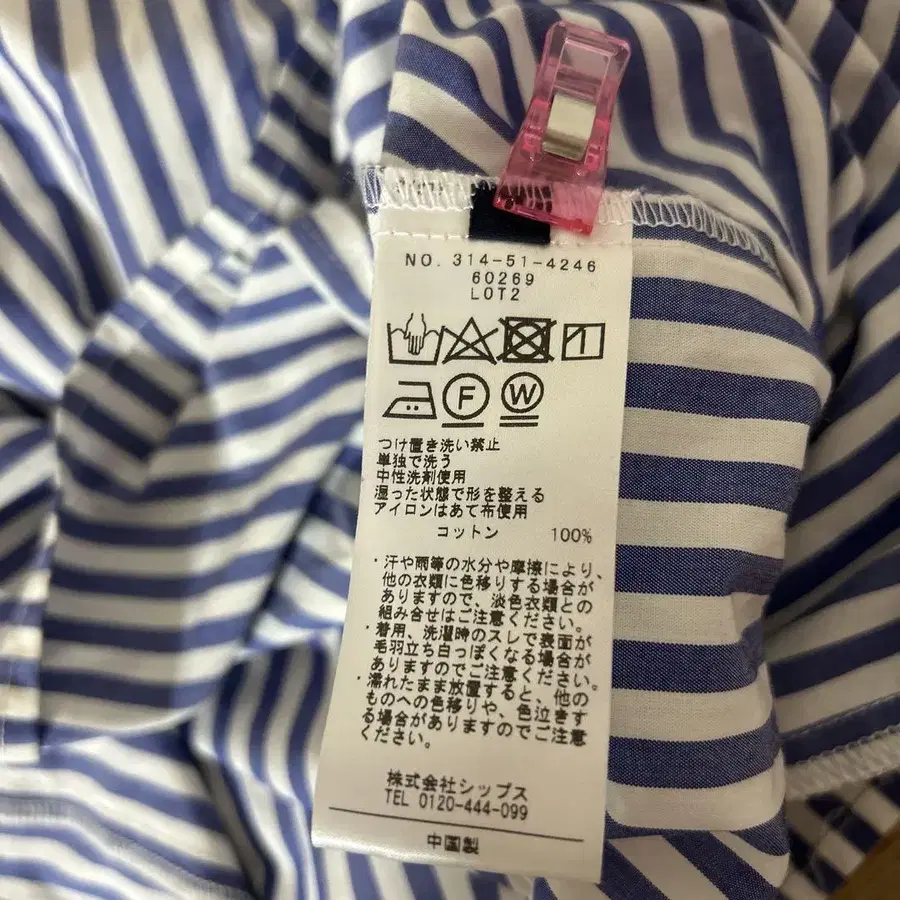 NO. 314-51-4246
60269
LOT2
F W
つけ置き洗い禁止
単独で洗う
中性洗剤使用
湿った状態で形を整える
アイロンはあて布使用
コットン 100%
・汗や雨等の水分や摩擦により、
他の衣類に色移りする場合が
ありますので、淡色衣類との
組み合せはご注意ください。
・着用、洗濯時のスレで表面が
毛羽立ち白っぽくなる場合が
ありますのでご注意ください。
・濡れたまま放置すると、他の
ものへの色移りや、色泣きす
る場合がありますのでご注意
ください。
株式会社シップス
TEL 0120-444-099
中国製